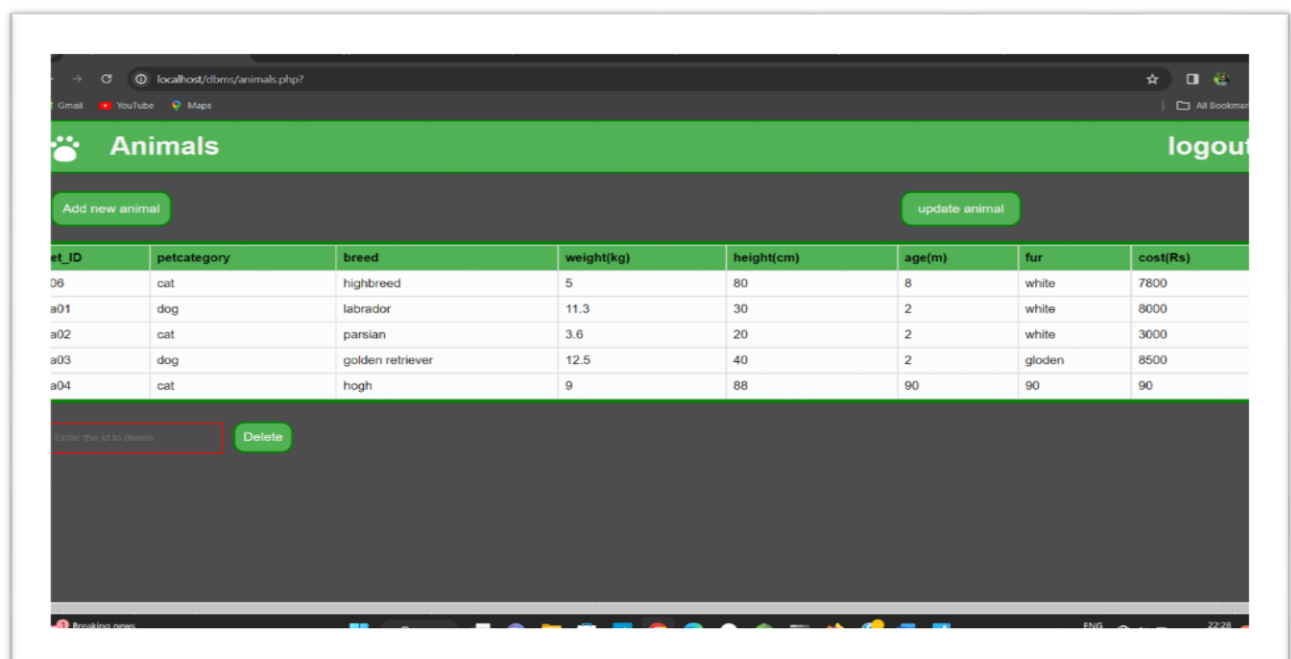 localhost/dbms/animals.php?
Gmail YouTube Maps All Bookmar
Animals logout
Add new animal update animal
et_ID petcategory breed weight(kg) height(cm) age(m) fur cost(Rs)
06 cat highbreed 5 80 8 white 7800
a01 dog labrador 11.3 30 2 white 8000
a02 cat parsian 3.6 20 2 white 3000
a03 dog golden retriever 12.5 40 2 gloden 8500
a04 cat hogh 9 88 90 90 90
Enter the id to delete Delete
1 Breaking news ENG 22:28